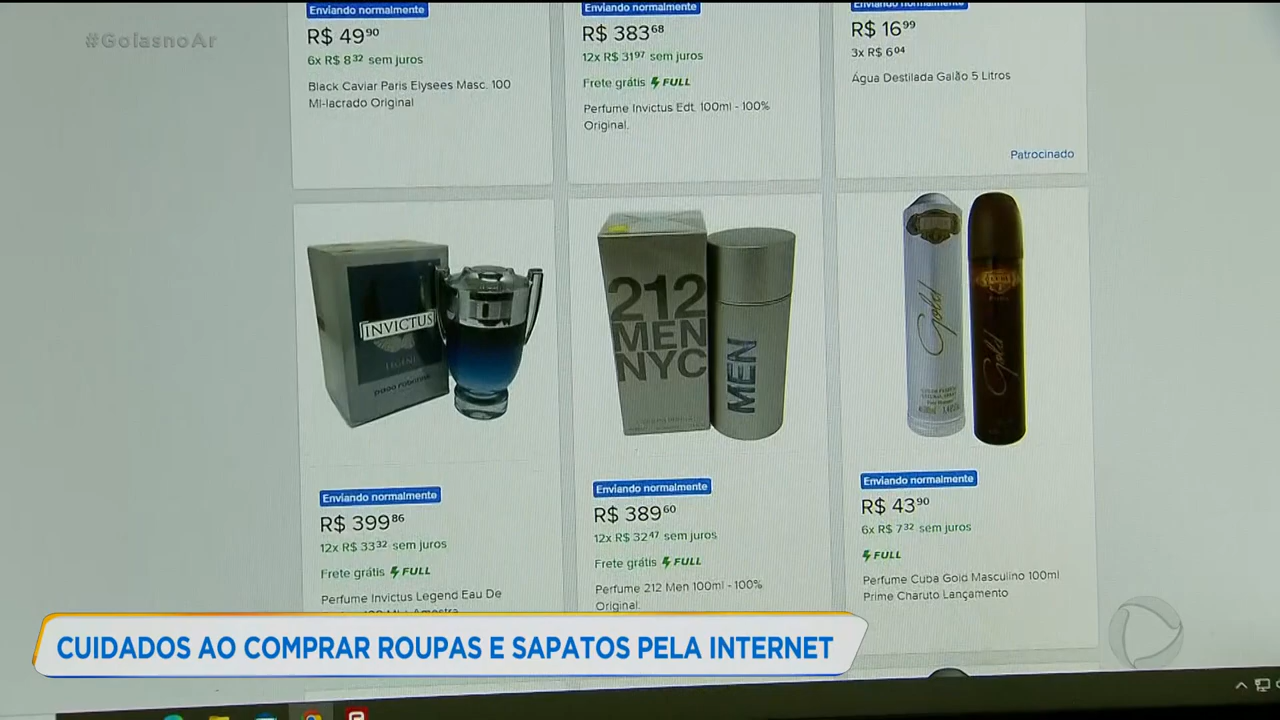 #GoiásnoAr
Enviando normalmente
R$ 49⁹⁰
6x R$ 8³² sem juros
Black Caviar Paris Elysees Masc. 100
Ml-lacrado Original
Enviando normalmente
R$ 383⁶⁸
12x R$ 31⁹⁷ sem juros
Frete grátis FULL
Perfume Invictus Edt. 100ml - 100%
Original.
Enviando normalmente
R$ 16⁹⁹
3x R$ 6⁰⁴
Água Destilada Galão 5 Litros
Patrocinado
INVICTUS
LEGEND
paco rabanne
212
MEN
NYC
MEN
Gold
Gold
Enviando normalmente
R$ 399⁸⁶
12x R$ 33³² sem juros
Frete grátis FULL
Perfume Invictus Legend Eau De
Enviando normalmente
R$ 389⁶⁰
12x R$ 32⁴⁷ sem juros
Frete grátis FULL
Perfume 212 Men 100ml - 100%
Original.
Enviando normalmente
R$ 43⁹⁰
6x R$ 7³² sem juros
FULL
Perfume Cuba Gold Masculino 100ml
Prime Charuto Lançamento
CUIDADOS AO COMPRAR ROUPAS E SAPATOS PELA INTERNET